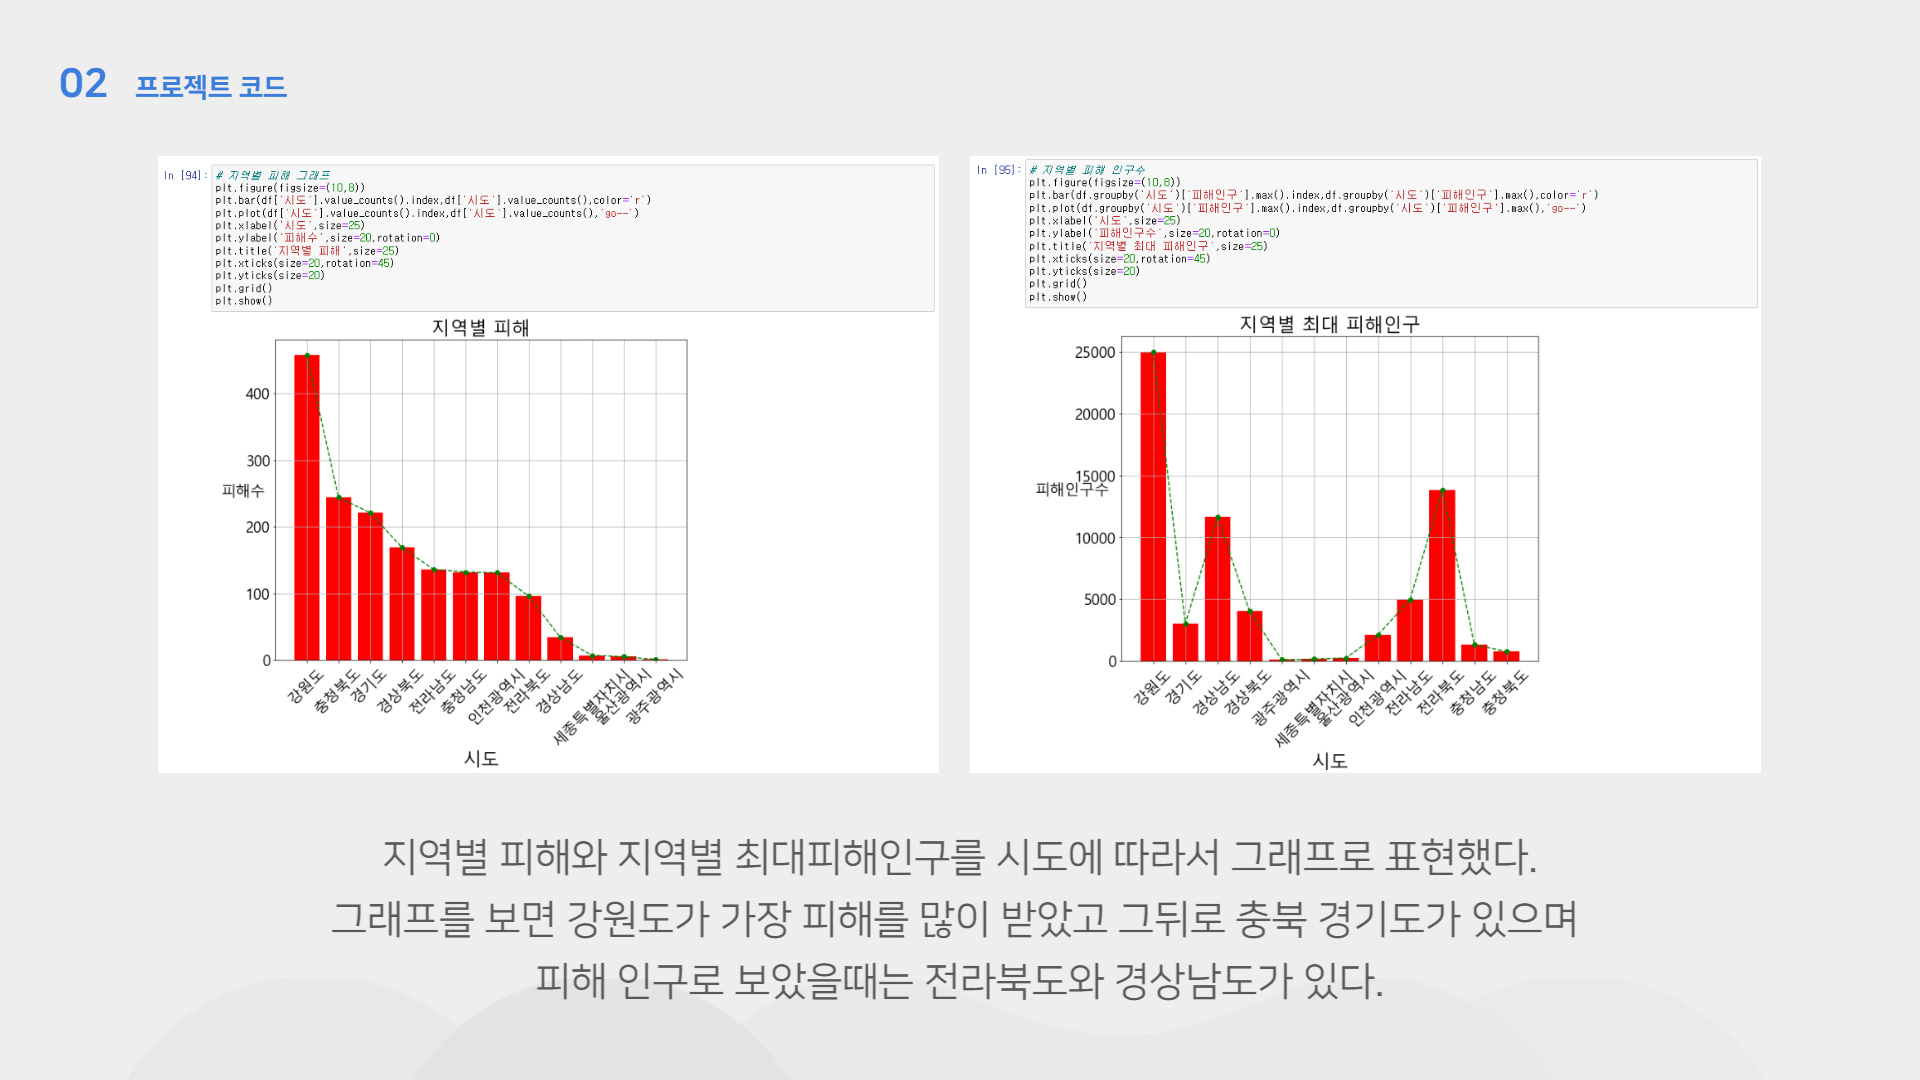 02 프로젝트 코드
In [94]:
# 지역별 피해 그래프
plt.figure(figsize=(10,8))
plt.bar(df['시도'].value_counts().index,df['시도'].value_counts(),color='r')
plt.plot(df['시도'].value_counts().index,df['시도'].value_counts(),'go--')
plt.xlabel('시도',size=25)
plt.ylabel('피해수',size=20,rotation=0)
plt.title('지역별 피해',size=25)
plt.xticks(size=20,rotation=45)
plt.yticks(size=20)
plt.grid()
plt.show()
지역별 피해
400
300
피해수
200
100
0
강원도
충청북도
경기도
경상북도
전라남도
충청남도
인천광역시
전라북도
경상남도
세종특별자치시
울산광역시
광주광역시
시도
In [95]:
# 지역별 피해 인구수
plt.figure(figsize=(10,8))
plt.bar(df.groupby('시도')['피해인구'].max().index,df.groupby('시도')['피해인구'].max(),color='r')
plt.plot(df.groupby('시도')['피해인구'].max().index,df.groupby('시도')['피해인구'].max(),'go--')
plt.xlabel('시도',size=25)
plt.ylabel('피해인구수',size=20,rotation=0)
plt.title('지역별 최대 피해인구',size=25)
plt.xticks(size=20,rotation=45)
plt.yticks(size=20)
plt.grid()
plt.show()
지역별 최대 피해인구
25000
20000
15000
피해인구수
10000
5000
0
강원도
경기도
경상남도
경상북도
광주광역시
세종특별자치시
울산광역시
인천광역시
전라남도
전라북도
충청남도
충청북도
시도
지역별 피해와 지역별 최대피해인구를 시도에 따라서 그래프로 표현했다.
그래프를 보면 강원도가 가장 피해를 많이 받았고 그뒤로 충북 경기도가 있으며
피해 인구로 보았을때는 전라북도와 경상남도가 있다.